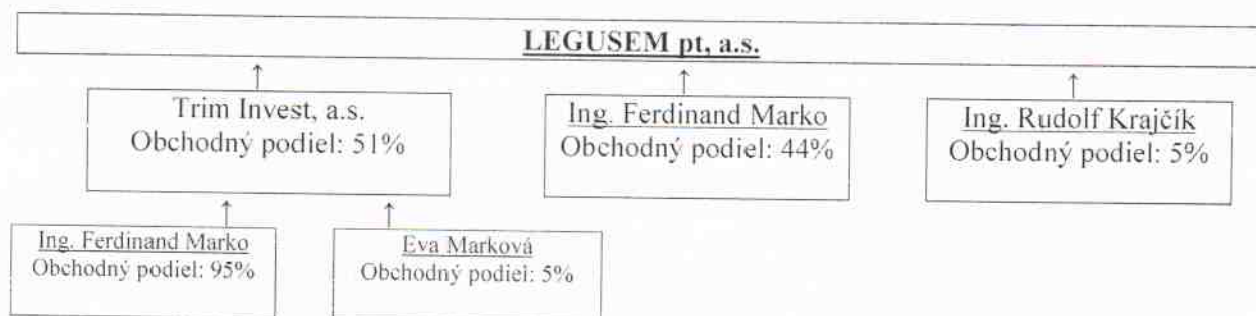 LEGUSEM pt, a.s.
Trim Invest, a.s.
Obchodný podiel: 51%
Ing. Ferdinand Marko
Obchodný podiel: 44%
Ing. Rudolf Krajčík
Obchodný podiel: 5%
Ing. Ferdinand Marko
Obchodný podiel: 95%
Eva Marková
Obchodný podiel: 5%